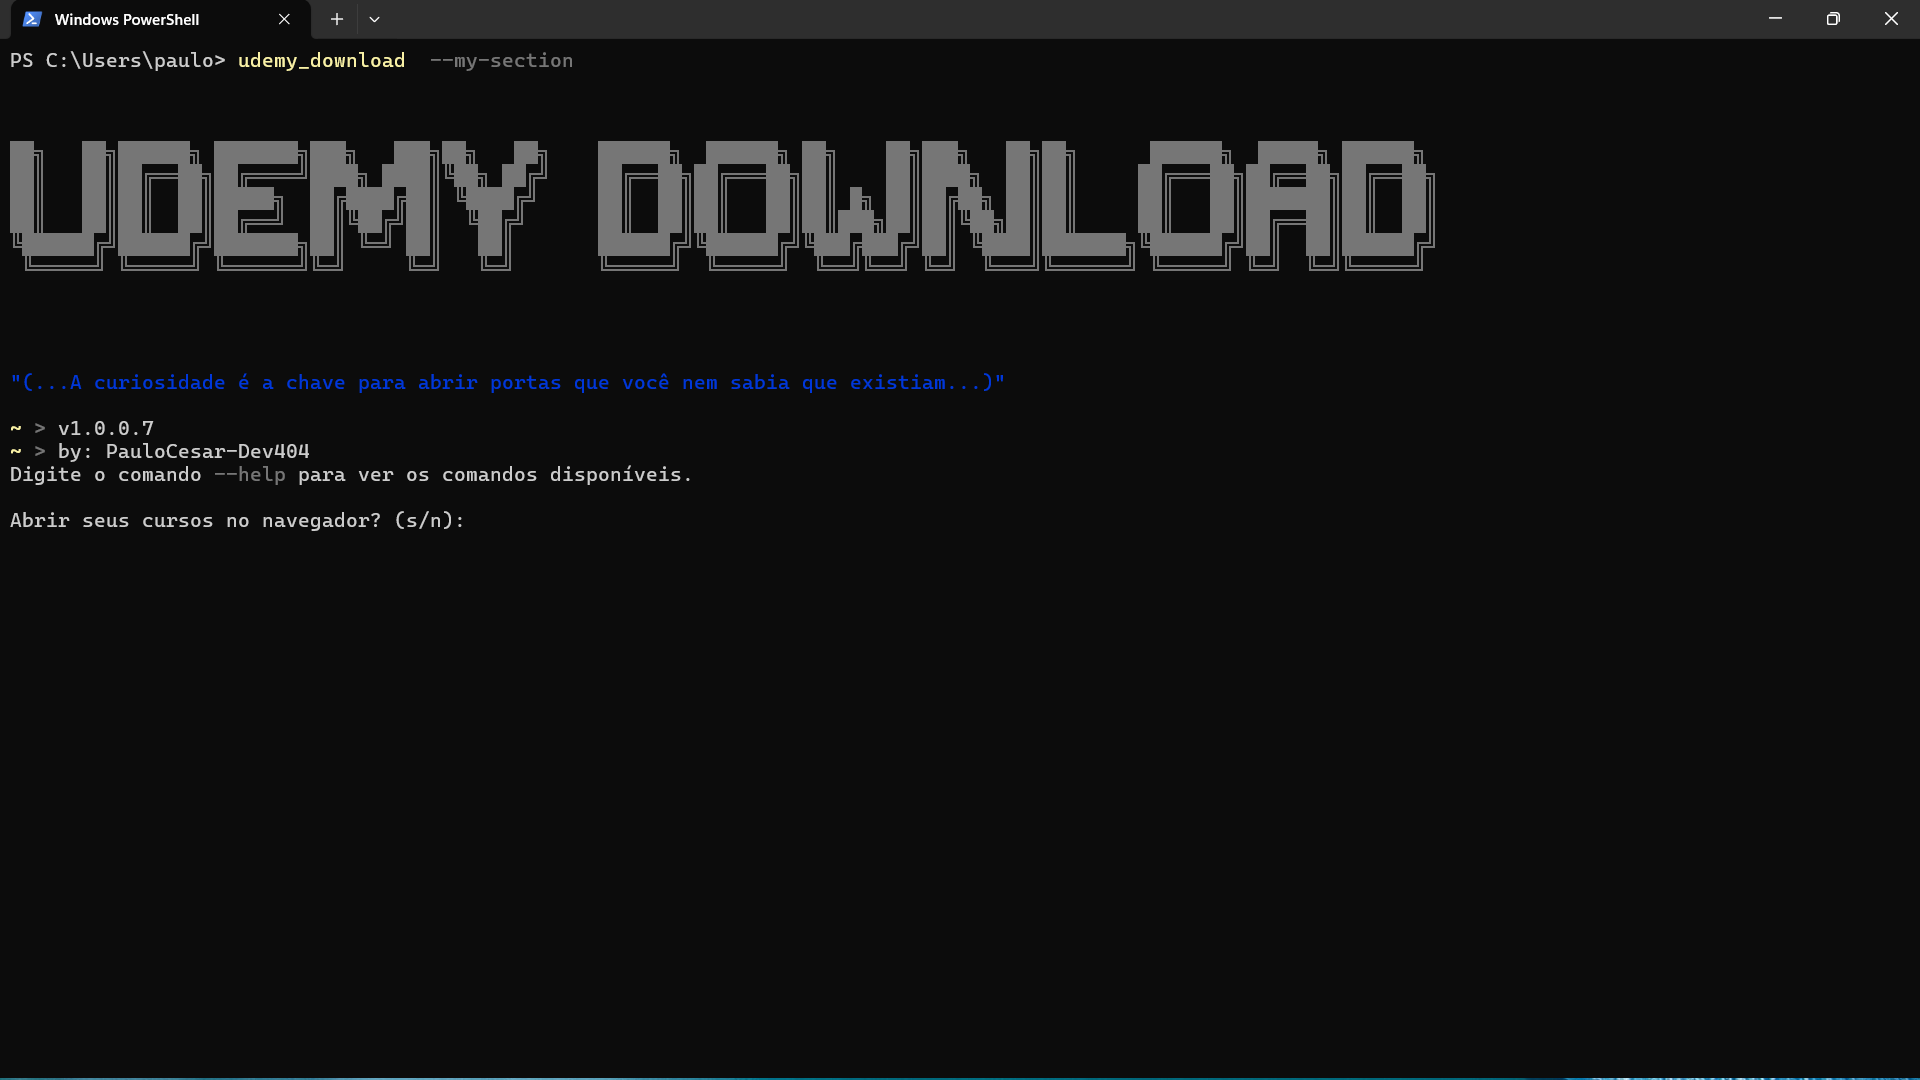 Windows PowerShell
PS C:\Users\paulo> udemy_download  --my-section
UDEMY DOWNLOAD
"(...A curiosidade é a chave para abrir portas que você nem sabia que existiam...)"
~ > v1.0.0.7
~ > by: PauloCesar-Dev404
Digite o comando --help para ver os comandos disponíveis.
Abrir seus cursos no navegador? (s/n):